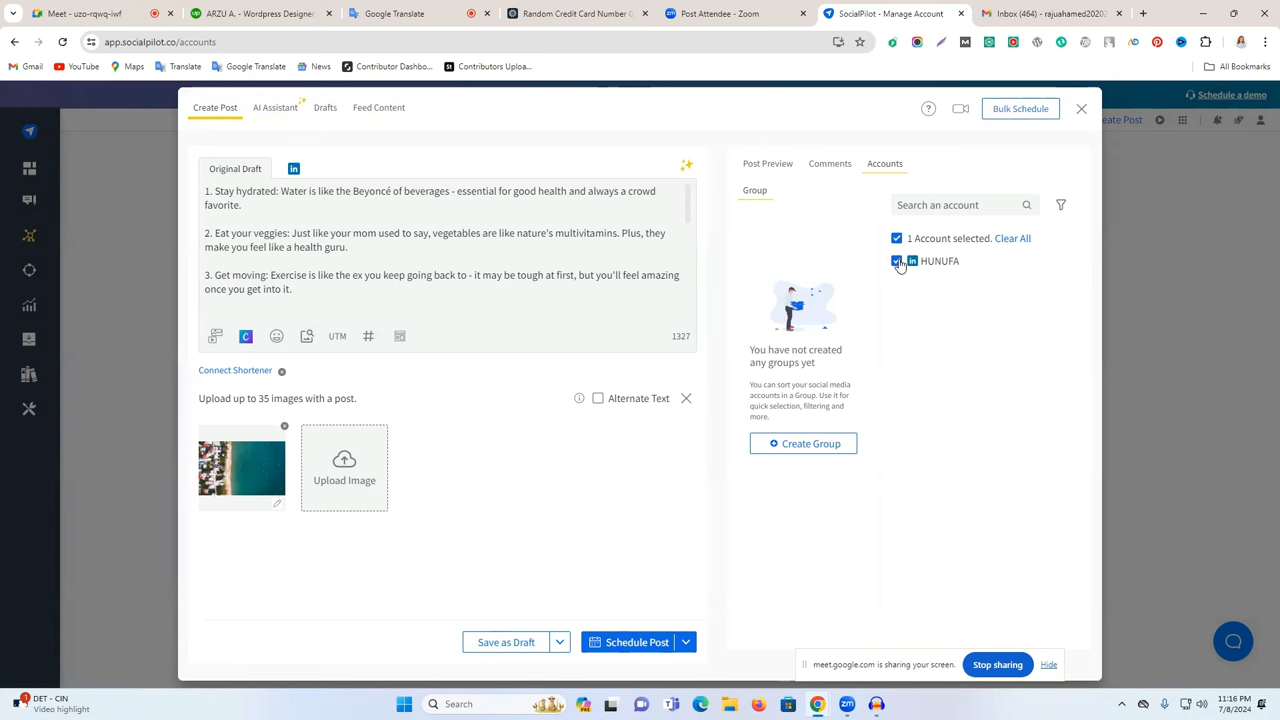 Meet - uzo-yzgm
ARZU A. - Wordpress Designer
Google Translate
Random Credit Card Number G
Post Attendee - Zoom
SocialPilot - Manage Account
Inbox (464) - rajuahamed2020
app.socialpilot.co/accounts
Gmail
YouTube
Maps
Translate
Google Translate
News
Contributor Dashbo...
Contributors Uploa...
All Bookmarks
Schedule a demo
Create Post
AI Assistant
Drafts
Feed Content
Bulk Schedule
Create Post
Original Draft
Post Preview
Comments
Accounts
1. Stay hydrated: Water is like the Beyoncé of beverages - essential for good health and always a crowd
favorite.
2. Eat your veggies: Just like your mom used to say, vegetables are like nature's multivitamins. Plus, they
make you feel like a health guru.
3. Get moving: Exercise is like the ex you keep going back to - it may be tough at first, but you'll feel amazing
once you get into it.
UTM
1327
Group
Search an account
1 Account selected. Clear All
HUNUFA
You have not created
any groups yet
You can sort your social media
accounts in a Group. Use it for
quick selection, filtering and
more.
Create Group
Connect Shortener
Upload up to 35 images with a post.
Alternate Text
Upload Image
Save as Draft
Schedule Post
meet.google.com is sharing your screen.
Stop sharing
Hide
1
DET - CIN
Video highlight
Search
11:16 PM
7/8/2024